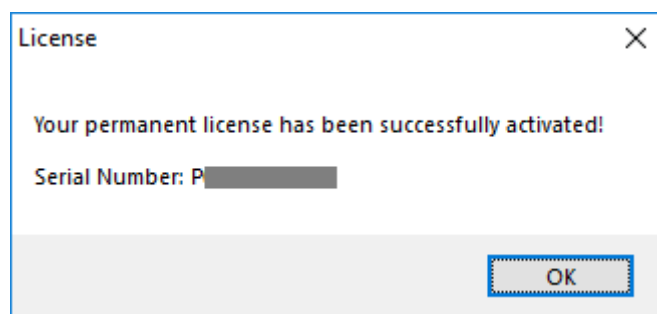 License
Your permanent license has been successfully activated!
Serial Number: P
OK